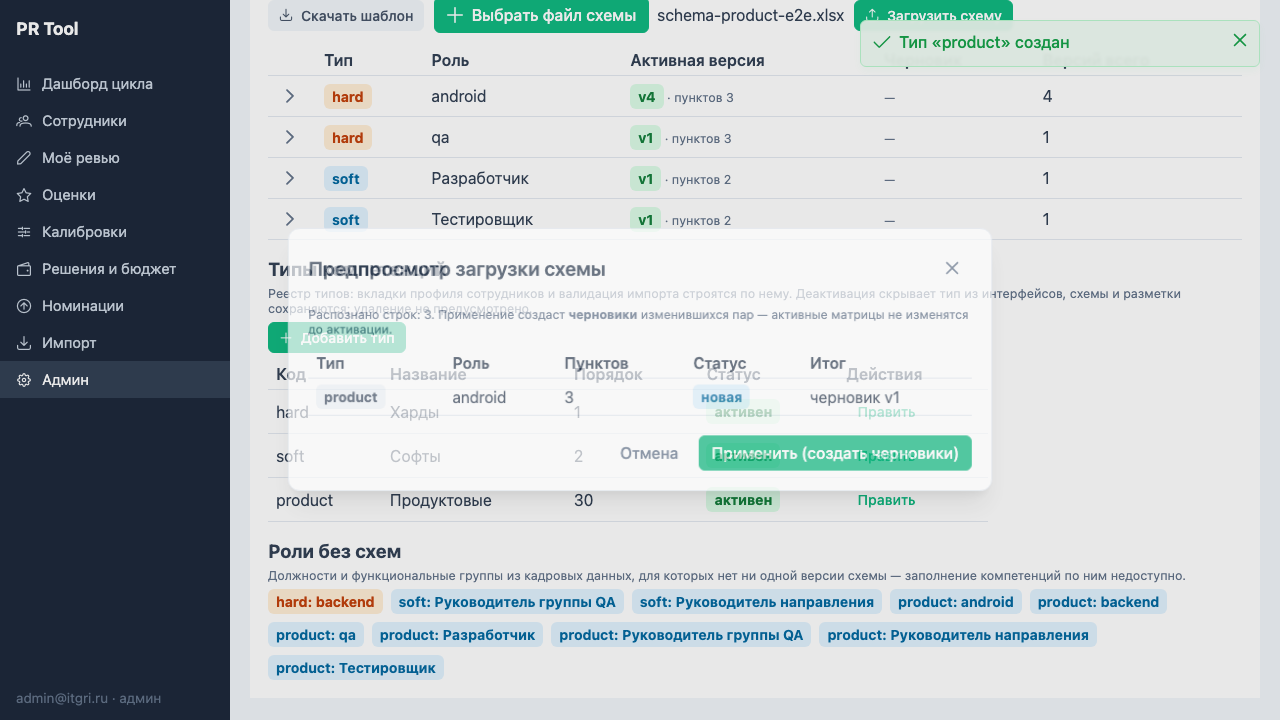 PR Tool
Дашборд цикла
Сотрудники
Моё ревью
Оценки
Калибровки
Решения и бюджет
Номинации
Импорт
Админ
admin@itgri.ru · админ
Скачать шаблон
Выбрать файл схемы
schema-product-e2e.xlsx
Загрузить схему
Тип «product» создан
Тип Роль Активная версия
hard android v4 · пунктов 3 — 4
hard qa v1 · пунктов 3 — 1
soft Разработчик v1 · пунктов 2 — 1
soft Тестировщик v1 · пунктов 2 — 1
Реестр типов: вкладки профиля сотрудников и валидация импорта строятся по нему. Деактивация скрывает тип из интерфейсов, схемы и разметки
сохраняются, удаление не предусмотрено.
Добавить тип
Код Название Порядок Статус Действия
hard Харды 1 активен Править
soft Софты 2
product Продуктовые 30 активен Править
Предпросмотр загрузки схемы
Распознано строк: 3. Применение создаст черновики изменившихся пар — активные матрицы не изменятся
до активации.
Тип Роль Пунктов Статус Итог
product android 3 новая черновик v1
Отмена
Применить (создать черновики)
Роли без схем
Должности и функциональные группы из кадровых данных, для которых нет ни одной версии схемы — заполнение компетенций по ним недоступно.
hard: backend soft: Руководитель группы QA soft: Руководитель направления product: android product: backend
product: qa product: Разработчик product: Руководитель группы QA product: Руководитель направления
product: Тестировщик